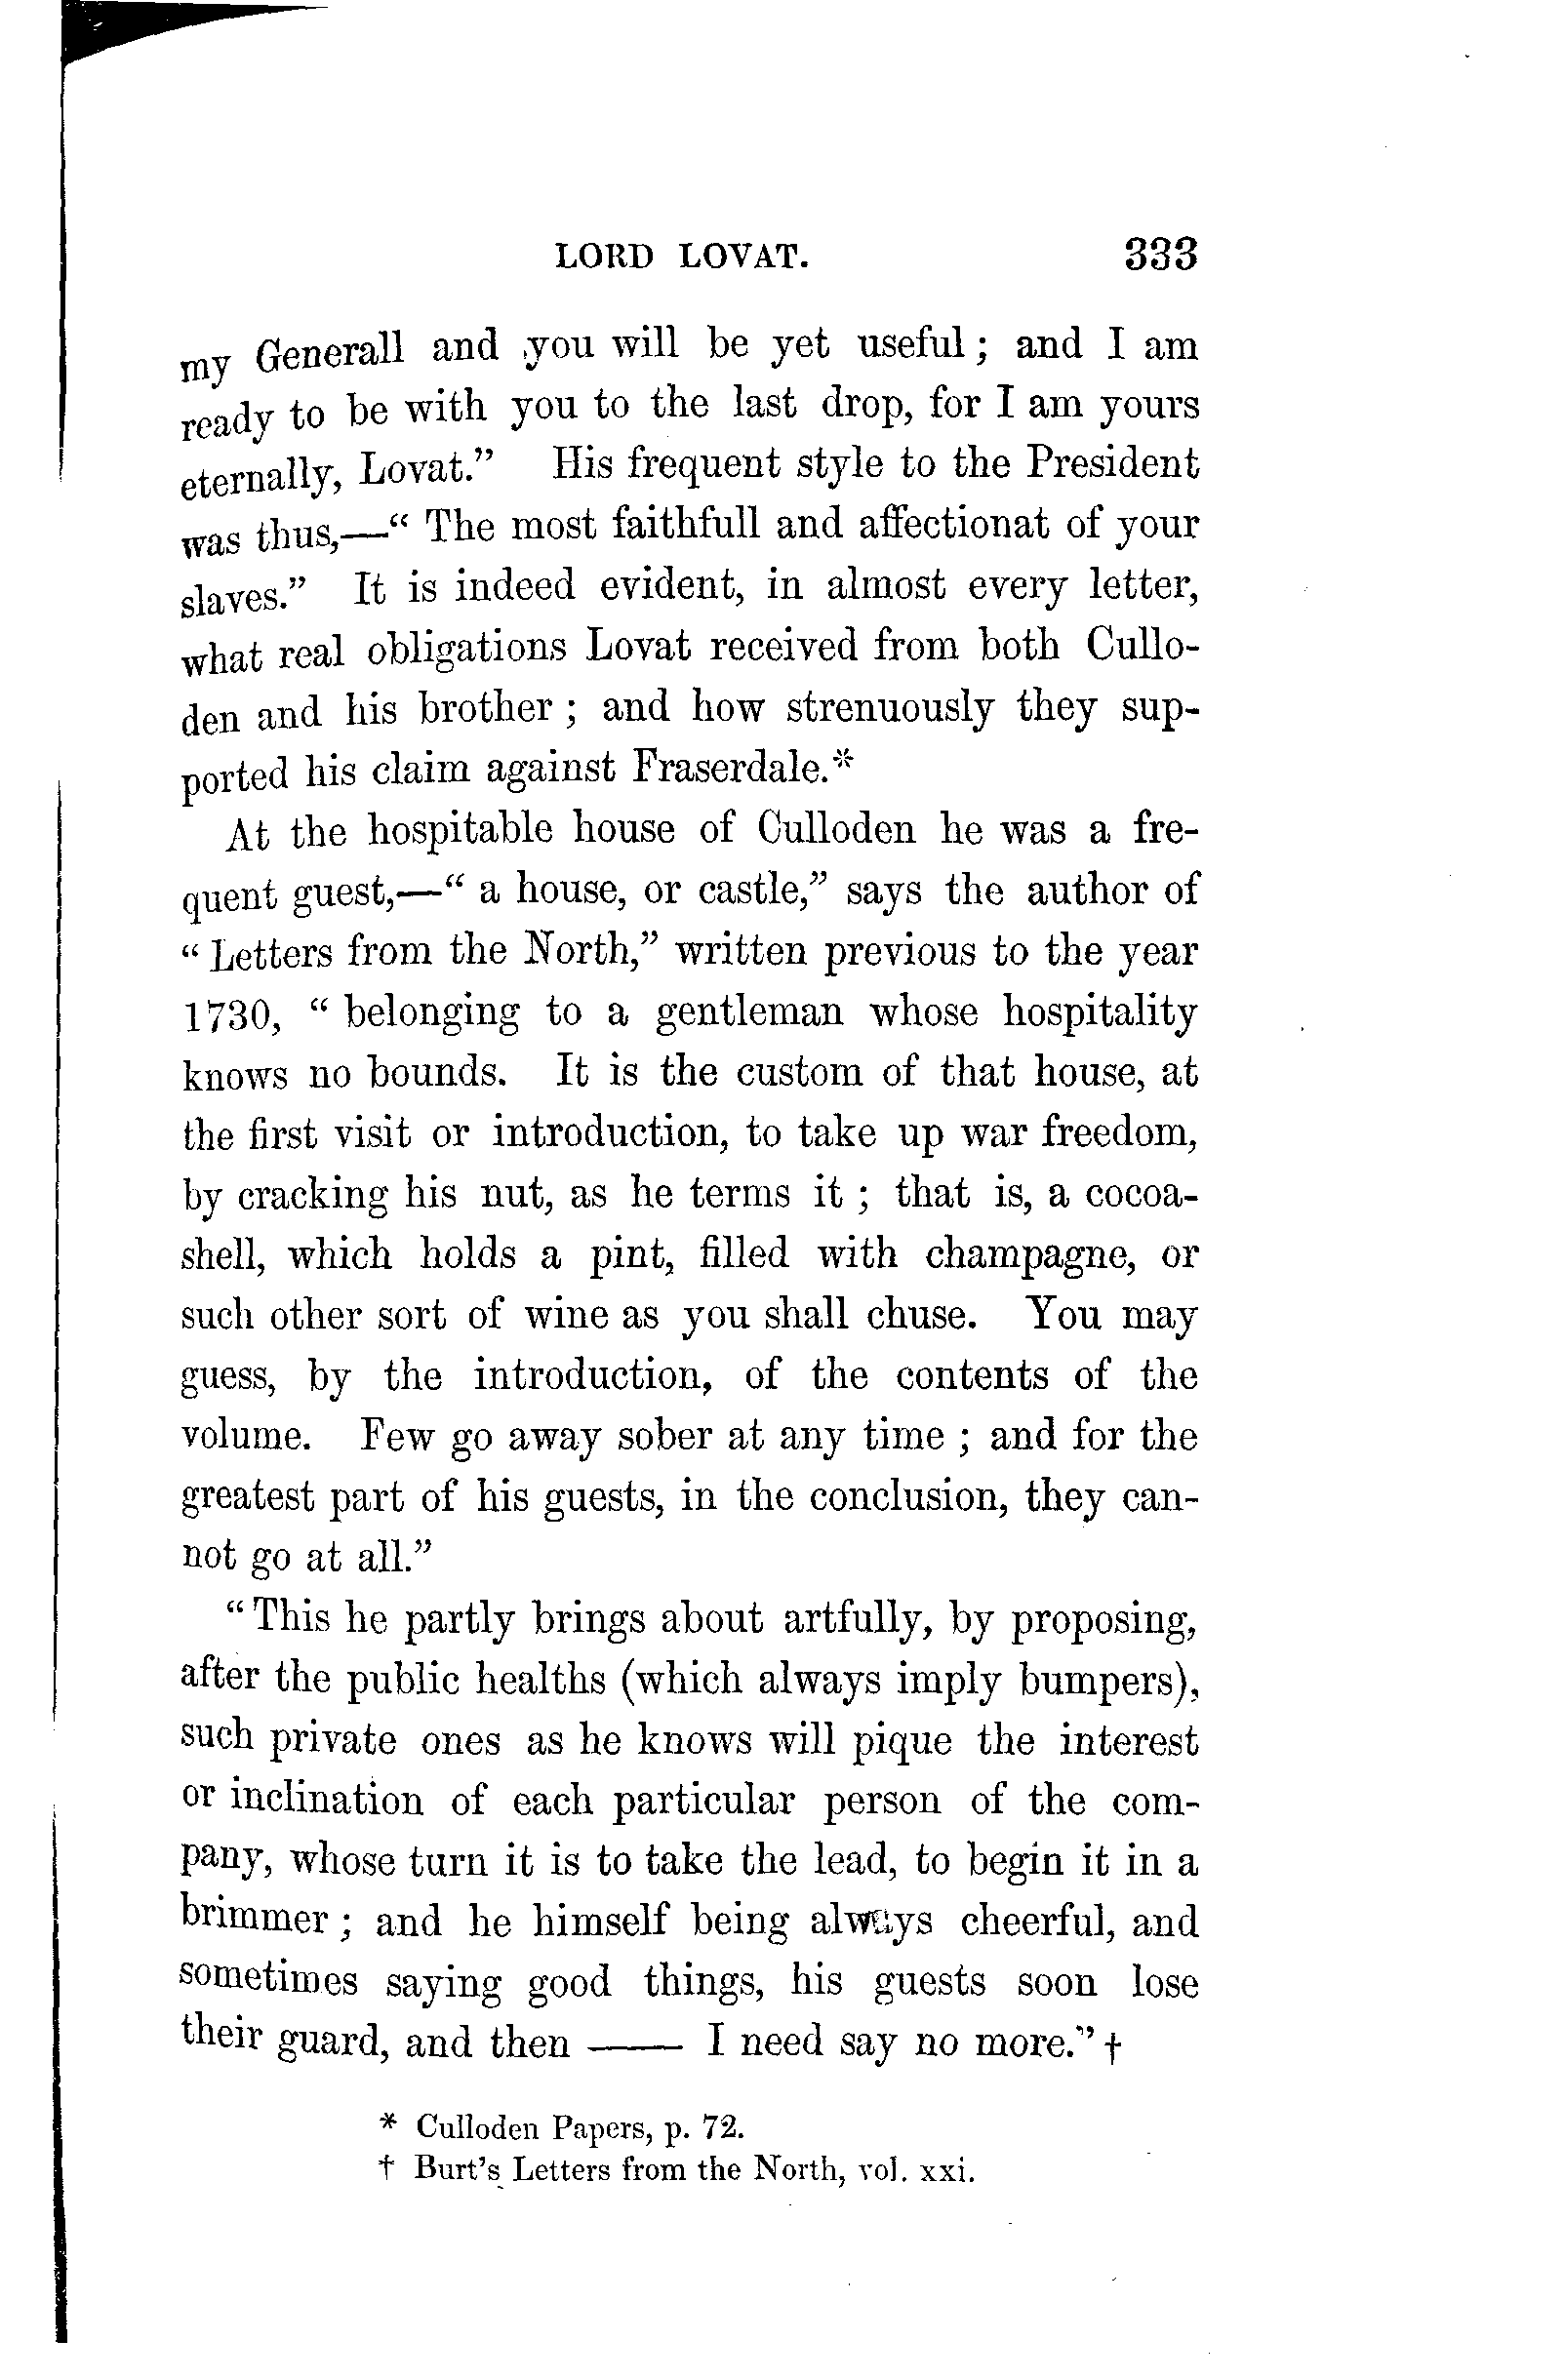 LORD LOVAT. 333
my Generall and you will be yet useful; and I am
ready to be with you to the last drop, for I am yours
eternally, Lovat." His frequent style to the President
was thus,—" The most faithfull and affectionat of your
slaves." It is indeed evident, in almost every letter,
what real obligations Lovat received from both Cullo-
den and his brother; and how strenuously they sup-
ported his claim against Fraserdale.*
At the hospitable house of Culloden he was a fre-
quent guest,—" a house, or castle," says the author of
" Letters from the North," written previous to the year
1730, " belonging to a gentleman whose hospitality
knows no bounds. It is the custom of that house, at
the first visit or introduction, to take up war freedom,
by cracking his nut, as he terms it; that is, a cocoa-
shell, which holds a pint, filled with champagne, or
such other sort of wine as you shall chuse. You may
guess, by the introduction, of the contents of the
volume. Few go away sober at any time; and for the
greatest part of his guests, in the conclusion, they can-
not go at all."
" This he partly brings about artfully, by proposing,
after the public healths (which always imply bumpers),
such private ones as he knows will pique the interest
or inclination of each particular person of the com-
pany, whose turn it is to take the lead, to begin it in a
brimmer; and he himself being always cheerful, and
sometimes saying good things, his guests soon lose
their guard, and then —— I need say no more." †
* Culloden Papers, p. 72.
† Burt's Letters from the North, vol. xxi.